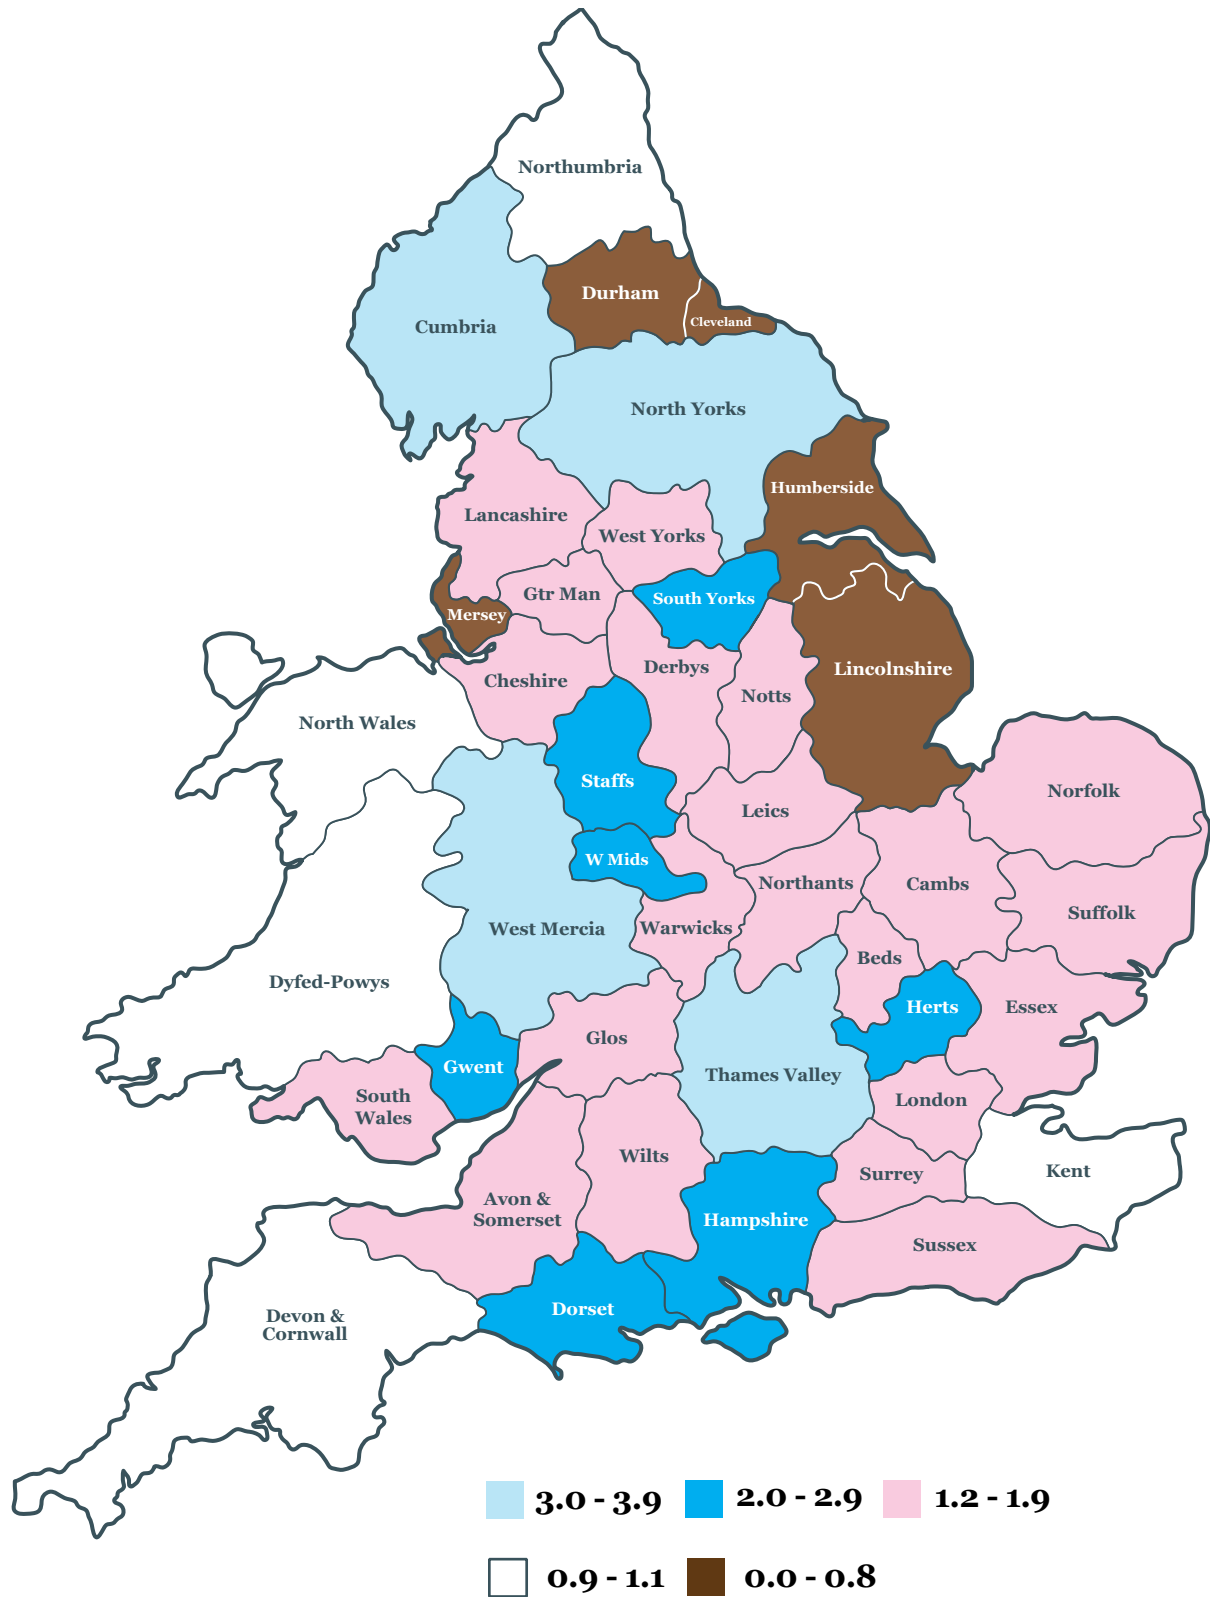 Northumbria
Durham
Cleveland
Cumbria
North Yorks
Humberside
Lancashire
West Yorks
Gtr Man
South Yorks
Mersey
Derbys
Lincolnshire
Cheshire
Notts
North Wales
Staffs
Norfolk
Leics
W Mids
Northants
Cambs
Suffolk
West Mercia
Warwicks
Beds
Dyfed-Powys
Herts
Essex
Glos
Gwent
Thames Valley
South
Wales
London
Wilts
Surrey
Kent
Avon &
Somerset
Hampshire
Sussex
Dorset
Devon &
Cornwall
3.0 - 3.9
2.0 - 2.9
1.2 - 1.9
0.9 - 1.1
0.0 - 0.8